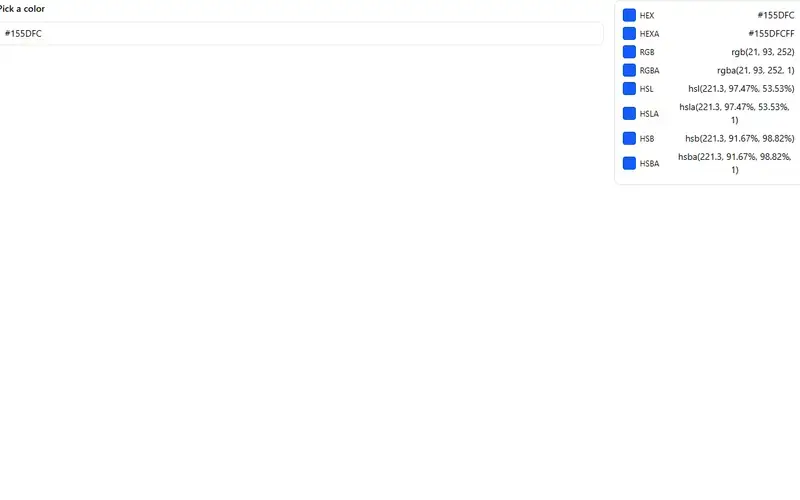 Pick a color
#155DFC
HEX #155DFC
HEXA #155DFCFF
RGB rgb(21, 93, 252)
RGBA rgba(21, 93, 252, 1)
HSL hsl(221.3, 97.47%, 53.53%)
HSLA hsla(221.3, 97.47%, 53.53%,
1)
HSB hsb(221.3, 91.67%, 98.82%)
HSBA hsba(221.3, 91.67%, 98.82%,
1)